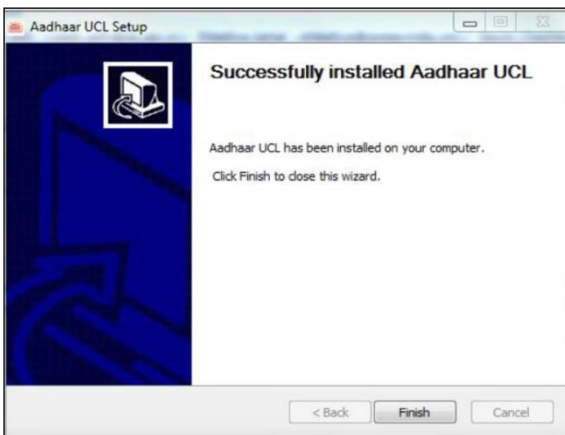 Aadhaar UCL Setup
Successfully installed Aadhaar UCL
Aadhaar UCL has been installed on your computer.
Click Finish to close this wizard.
< Back
Finish
Cancel